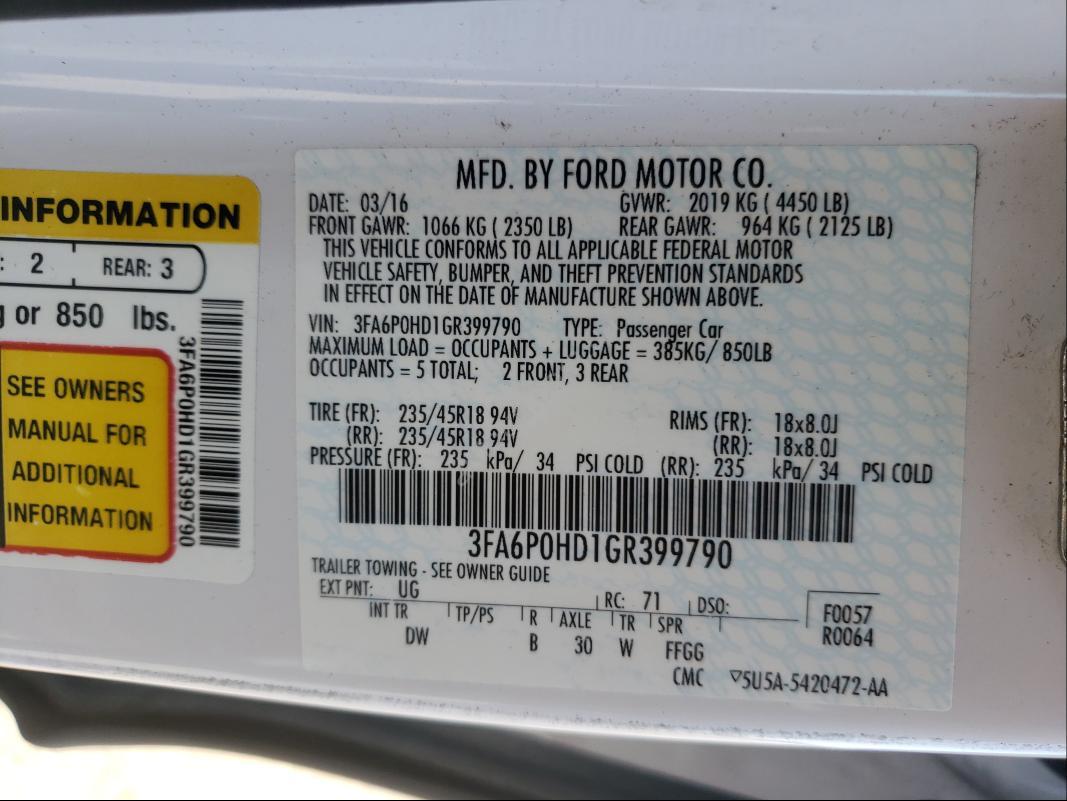 INFORMATION
: 2 REAR: 3
g or 850 lbs.
SEE OWNERS
MANUAL FOR
ADDITIONAL
INFORMATION
3FA6P0HD1GR399790
MFD. BY FORD MOTOR CO.
DATE: 03/16 GVWR: 2019 KG ( 4450 LB)
FRONT GAWR: 1066 KG ( 2350 LB) REAR GAWR: 964 KG ( 2125 LB)
THIS VEHICLE CONFORMS TO ALL APPLICABLE FEDERAL MOTOR
VEHICLE SAFETY, BUMPER, AND THEFT PREVENTION STANDARDS
IN EFFECT ON THE DATE OF MANUFACTURE SHOWN ABOVE.
VIN: 3FA6P0HD1GR399790 TYPE: Passenger Car
MAXIMUM LOAD = OCCUPANTS + LUGGAGE = 385KG/ 850LB
OCCUPANTS = 5 TOTAL; 2 FRONT, 3 REAR
TIRE (FR): 235/45R18 94V RIMS (FR): 18x8.0J
(RR): 235/45R18 94V (RR): 18x8.0J
PRESSURE (FR): 235 kPa/ 34 PSI COLD (RR): 235 kPa/ 34 PSI COLD
3FA6P0HD1GR399790
TRAILER TOWING - SEE OWNER GUIDE
EXT PNT: UG RC: 71 DSO: F0057
INT TR TP/PS R AXLE TR SPR R0064
DW B 30 W FFGG
CMC ▽5U5A-5420472-AA